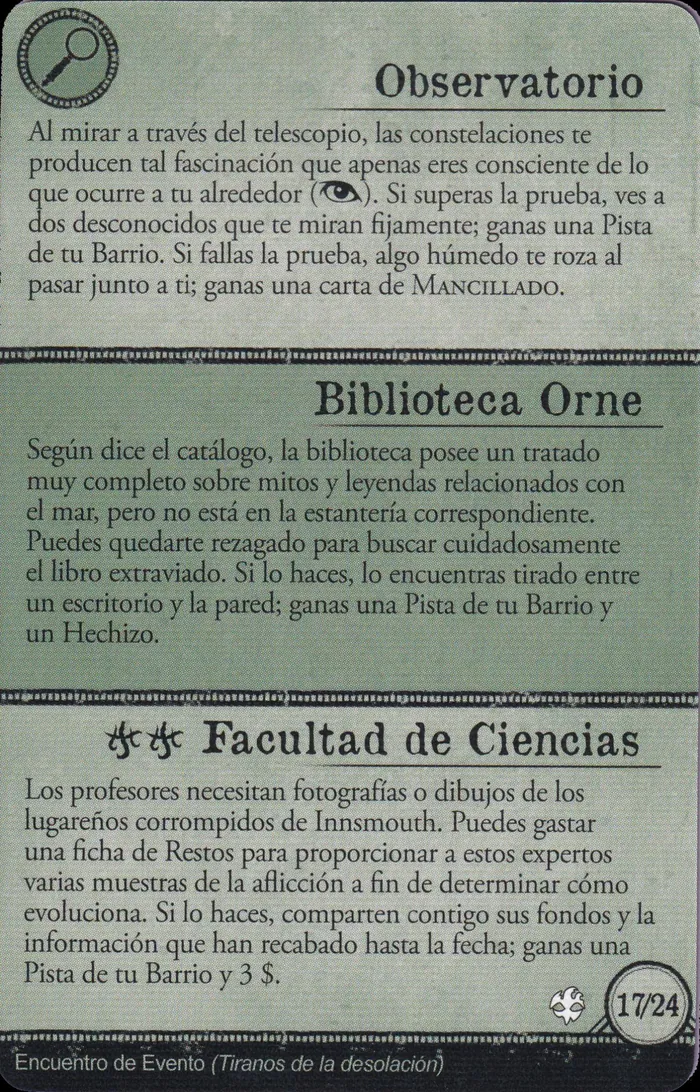 Observatorio
Al mirar a través del telescopio, las constelaciones te
producen tal fascinación que apenas eres consciente de lo
que ocurre a tu alrededor (). Si superas la prueba, ves a
dos desconocidos que te miran fijamente; ganas una Pista
de tu Barrio. Si fallas la prueba, algo húmedo te roza al
pasar junto a ti; ganas una carta de MANCILLADO.
Biblioteca Orne
Según dice el catálogo, la biblioteca posee un tratado
muy completo sobre mitos y leyendas relacionados con
el mar, pero no está en la estantería correspondiente.
Puedes quedarte rezagado para buscar cuidadosamente
el libro extraviado. Si lo haces, lo encuentras tirado entre
un escritorio y la pared; ganas una Pista de tu Barrio y
un Hechizo.
Facultad de Ciencias
Los profesores necesitan fotografías o dibujos de los
lugareños corrompidos de Innsmouth. Puedes gastar
una ficha de Restos para proporcionar a estos expertos
varias muestras de la aflicción a fin de determinar cómo
evoluciona. Si lo haces, comparten contigo sus fondos y la
información que han recabado hasta la fecha; ganas una
Pista de tu Barrio y 3 $.
17/24
Encuentro de Evento (Tiranos de la desolación)